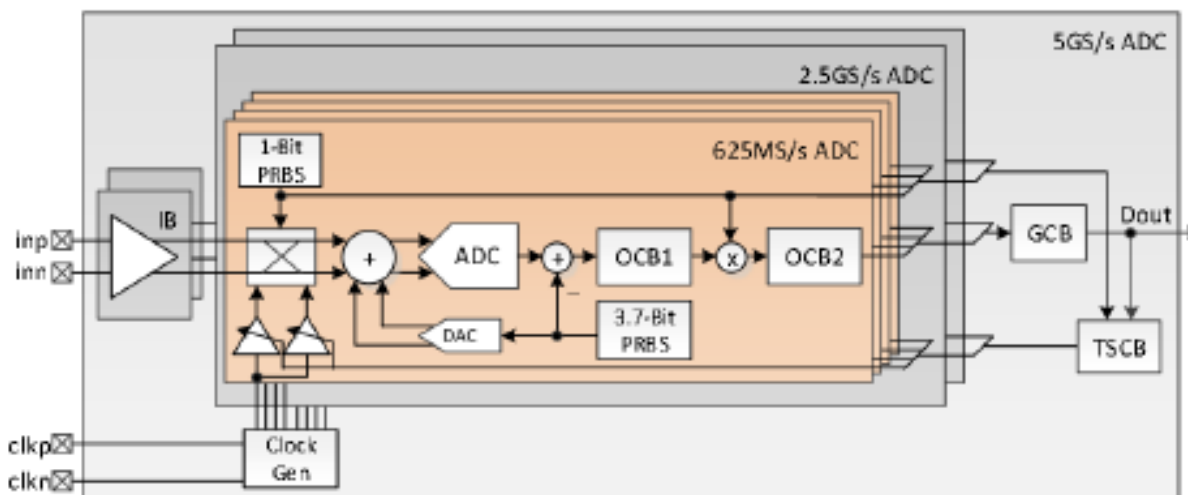 5GS/s ADC
2.5GS/s ADC
625MS/s ADC
1-Bit
PRBS
IB
inp
inn
+
ADC
+
OCB1
x
OCB2
GCB
Dout
−
DAC
3.7-Bit
PRBS
TSCB
clkp
clkn
Clock
Gen